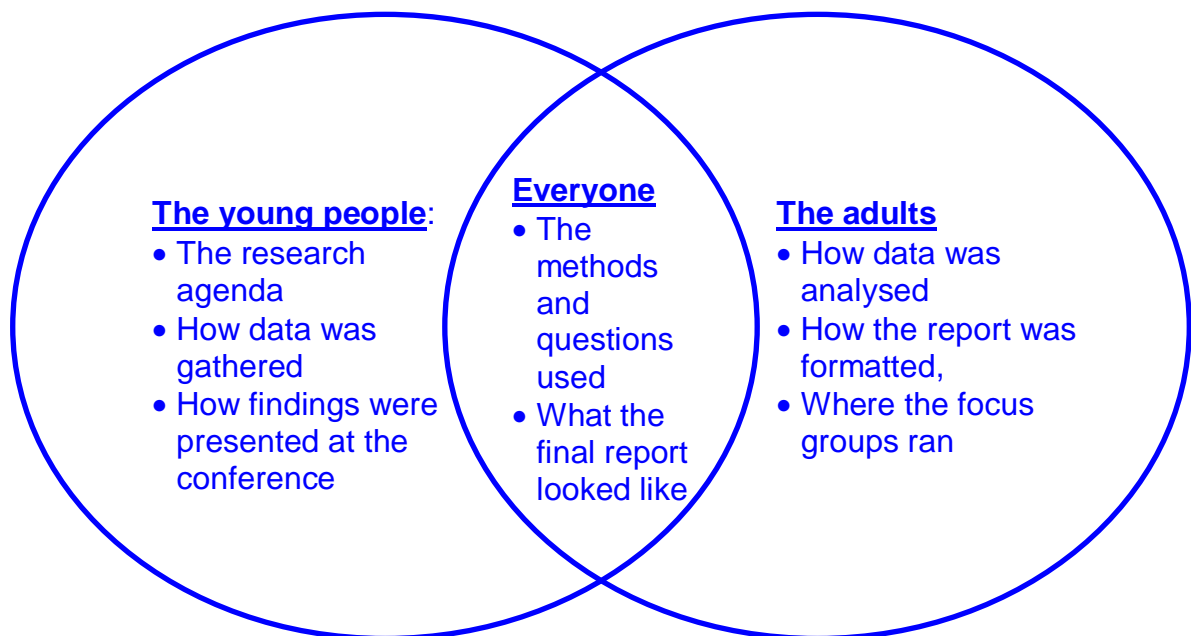 The young people:
• The research
agenda
• How data was
gathered
• How findings were
presented at the
conference
Everyone
• The
methods
and
questions
used
• What the
final report
looked like
The adults
• How data was
analysed
• How the report was
formatted,
• Where the focus
groups ran